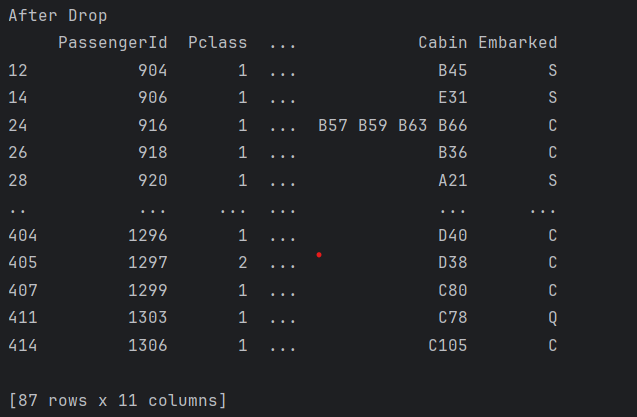 After Drop
PassengerId Pclass ... Cabin Embarked
12 904 1 ... B45 S
14 906 1 ... E31 S
24 916 1 ... B57 B59 B63 B66 C
26 918 1 ... B36 C
28 920 1 ... A21 S
.. ... ... ... ... ...
404 1296 1 ... D40 C
405 1297 2 ... D38 C
407 1299 1 ... C80 C
411 1303 1 ... C78 Q
414 1306 1 ... C105 C
[87 rows x 11 columns]